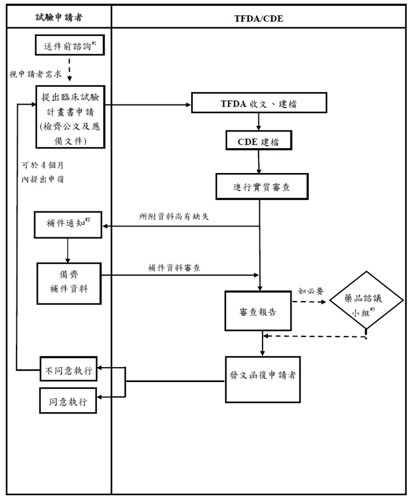 試驗申請者
TFDA/CDE
送件前諮詢#1
視申請者需求
提出臨床試驗
計畫書申請
(檢齊公文及應
備文件)
TFDA 收文、建檔
CDE 建檔
進行實質審查
可於 4 個月
內提出申復
所附資料尚有缺失
補件通知#2
備齊
補件資料
補件資料審查
如必要
審查報告
藥品諮議
小組#3
不同意執行
同意執行
發文函復申請者